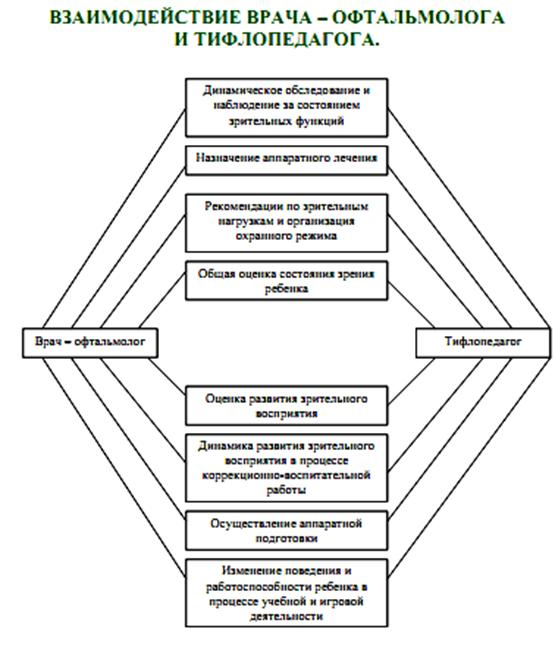 ВЗАИМОДЕЙСТВИЕ ВРАЧА – ОФТАЛЬМОЛОГА
И ТИФЛОПЕДАГОГА.
Динамическое обследование и
наблюдение за состоянием
зрительных функций
Назначение аппаратного лечения
Рекомендации по зрительным
нагрузкам и организация
охранного режима
Общая оценка состояния зрения
ребенка
Врач – офтальмолог
Тифлопедагог
Оценка развития зрительного
восприятия
Динамика развития зрительного
восприятия в процессе
коррекционно-воспитательной
работы
Осуществление аппаратной
подготовки
Изменение поведения и
работоспособности ребенка в
процессе учебной и игровой
деятельности